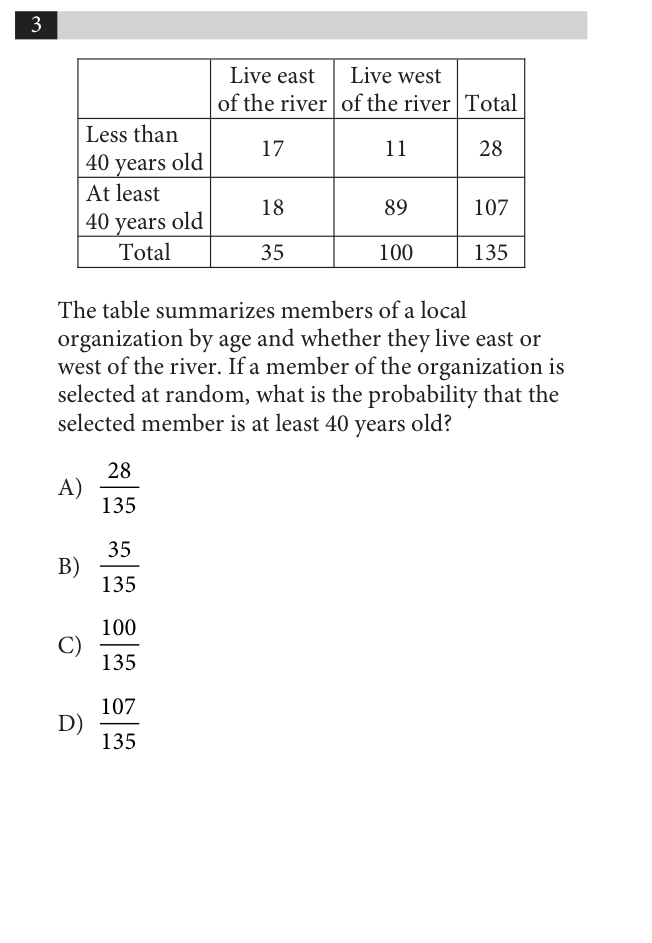 3
Live east Live west
of the river of the river Total
Less than
40 years old 17 11 28
At least
40 years old 18 89 107
Total 35 100 135
The table summarizes members of a local
organization by age and whether they live east or
west of the river. If a member of the organization is
selected at random, what is the probability that the
selected member is at least 40 years old?
A) 28
135
B) 35
135
C) 100
135
D) 107
135